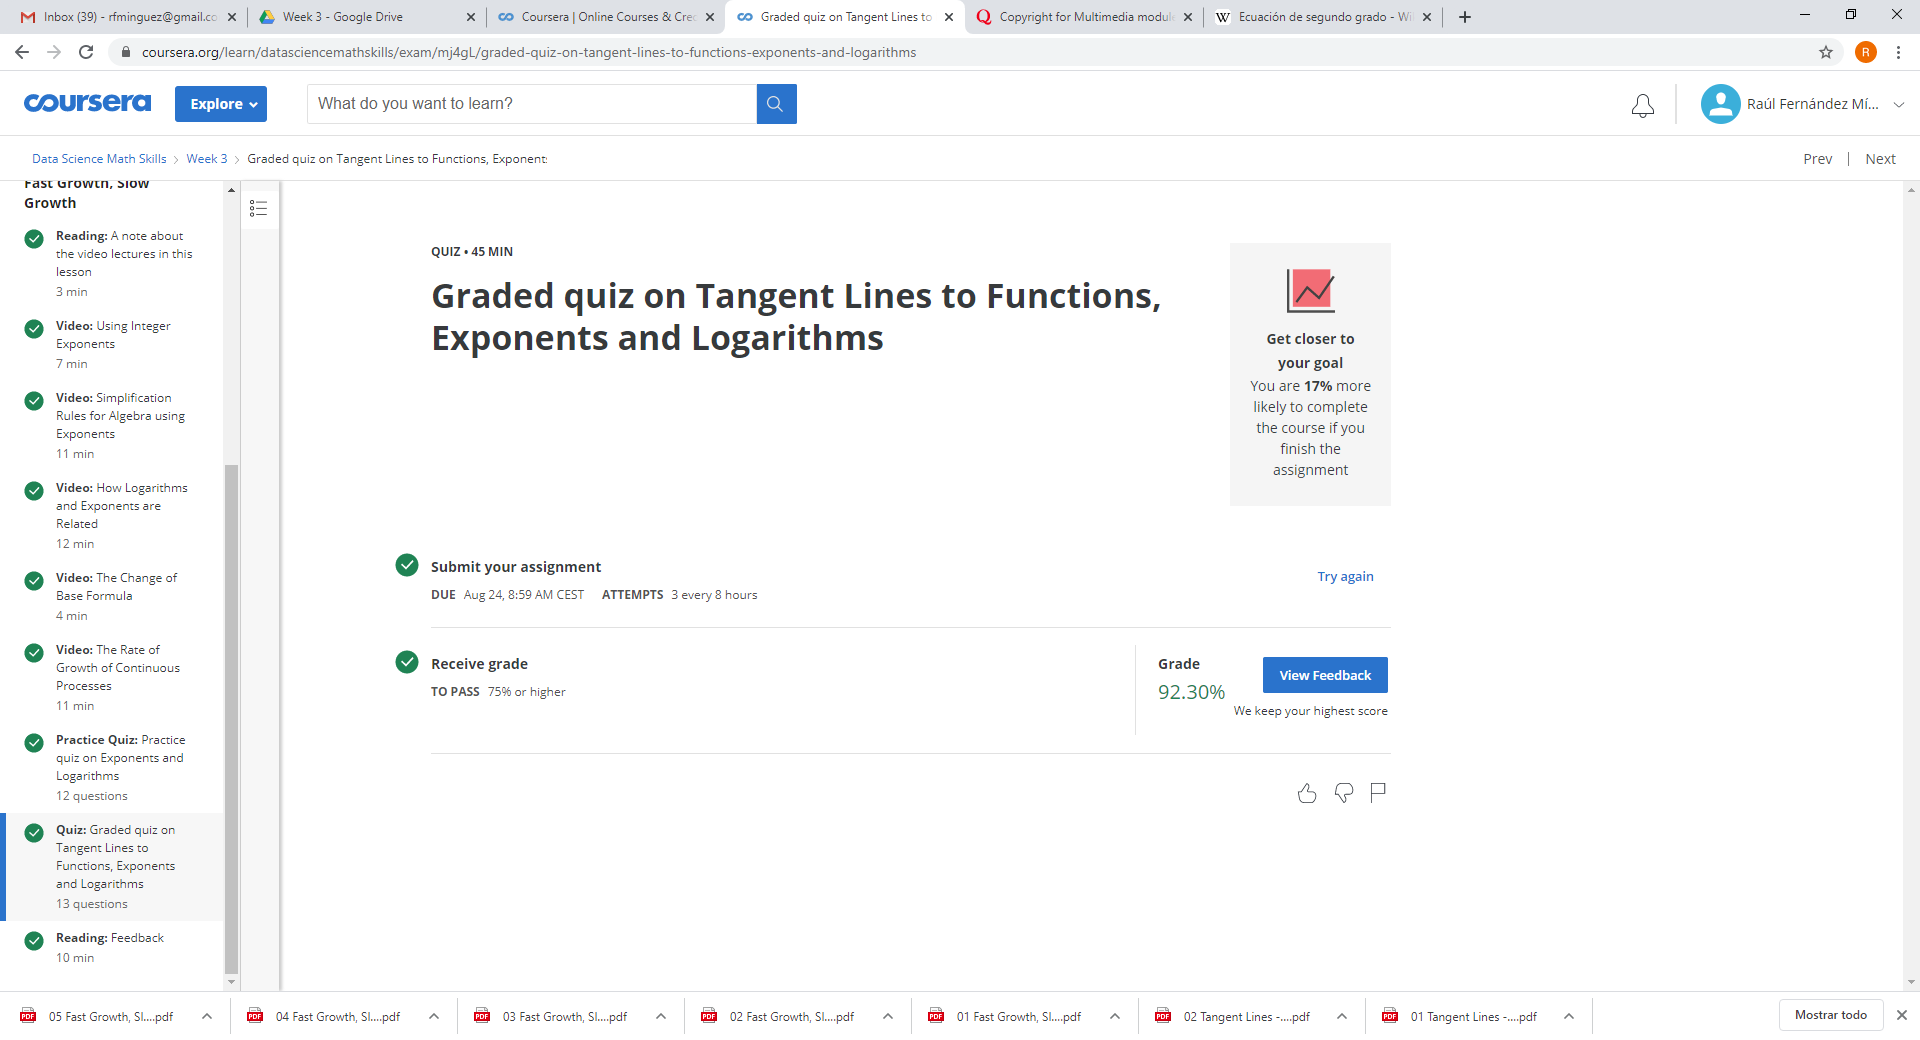 Inbox (39) - rfminguez@gmail.co
Week 3 - Google Drive
Coursera | Online Courses & Cre
Graded quiz on Tangent Lines to
Copyright for Multimedia modul
W Ecuación de segundo grado - Wi
coursera.org/learn/datasciencemathskills/exam/mj4gL/graded-quiz-on-tangent-lines-to-functions-exponents-and-logarithms
R
coursera
Explore
What do you want to learn?
Raúl Fernández Mí...
Data Science Math Skills
Week 3
Graded quiz on Tangent Lines to Functions, Exponent
Prev | Next
Fast Growth, Slow
Growth
Reading: A note about
the video lectures in this
lesson
3 min
Video: Using Integer
Exponents
7 min
Video: Simplification
Rules for Algebra using
Exponents
11 min
Video: How Logarithms
and Exponents are
Related
12 min
Video: The Change of
Base Formula
4 min
Video: The Rate of
Growth of Continuous
Processes
11 min
Practice Quiz: Practice
quiz on Exponents and
Logarithms
12 questions
Quiz: Graded quiz on
Tangent Lines to
Functions, Exponents
and Logarithms
13 questions
Reading: Feedback
10 min
QUIZ • 45 MIN
Graded quiz on Tangent Lines to Functions,
Exponents and Logarithms
Get closer to
your goal
You are 17% more
likely to complete
the course if you
finish the
assignment
Submit your assignment
DUE Aug 24, 8:59 AM CEST ATTEMPTS 3 every 8 hours
Try again
Receive grade
TO PASS 75% or higher
Grade
92.30%
View Feedback
We keep your highest score
PDF 05 Fast Growth, Sl....pdf
PDF 04 Fast Growth, Sl....pdf
PDF 03 Fast Growth, Sl....pdf
PDF 02 Fast Growth, Sl....pdf
PDF 01 Fast Growth, Sl....pdf
PDF 02 Tangent Lines -....pdf
PDF 01 Tangent Lines -....pdf
Mostrar todo